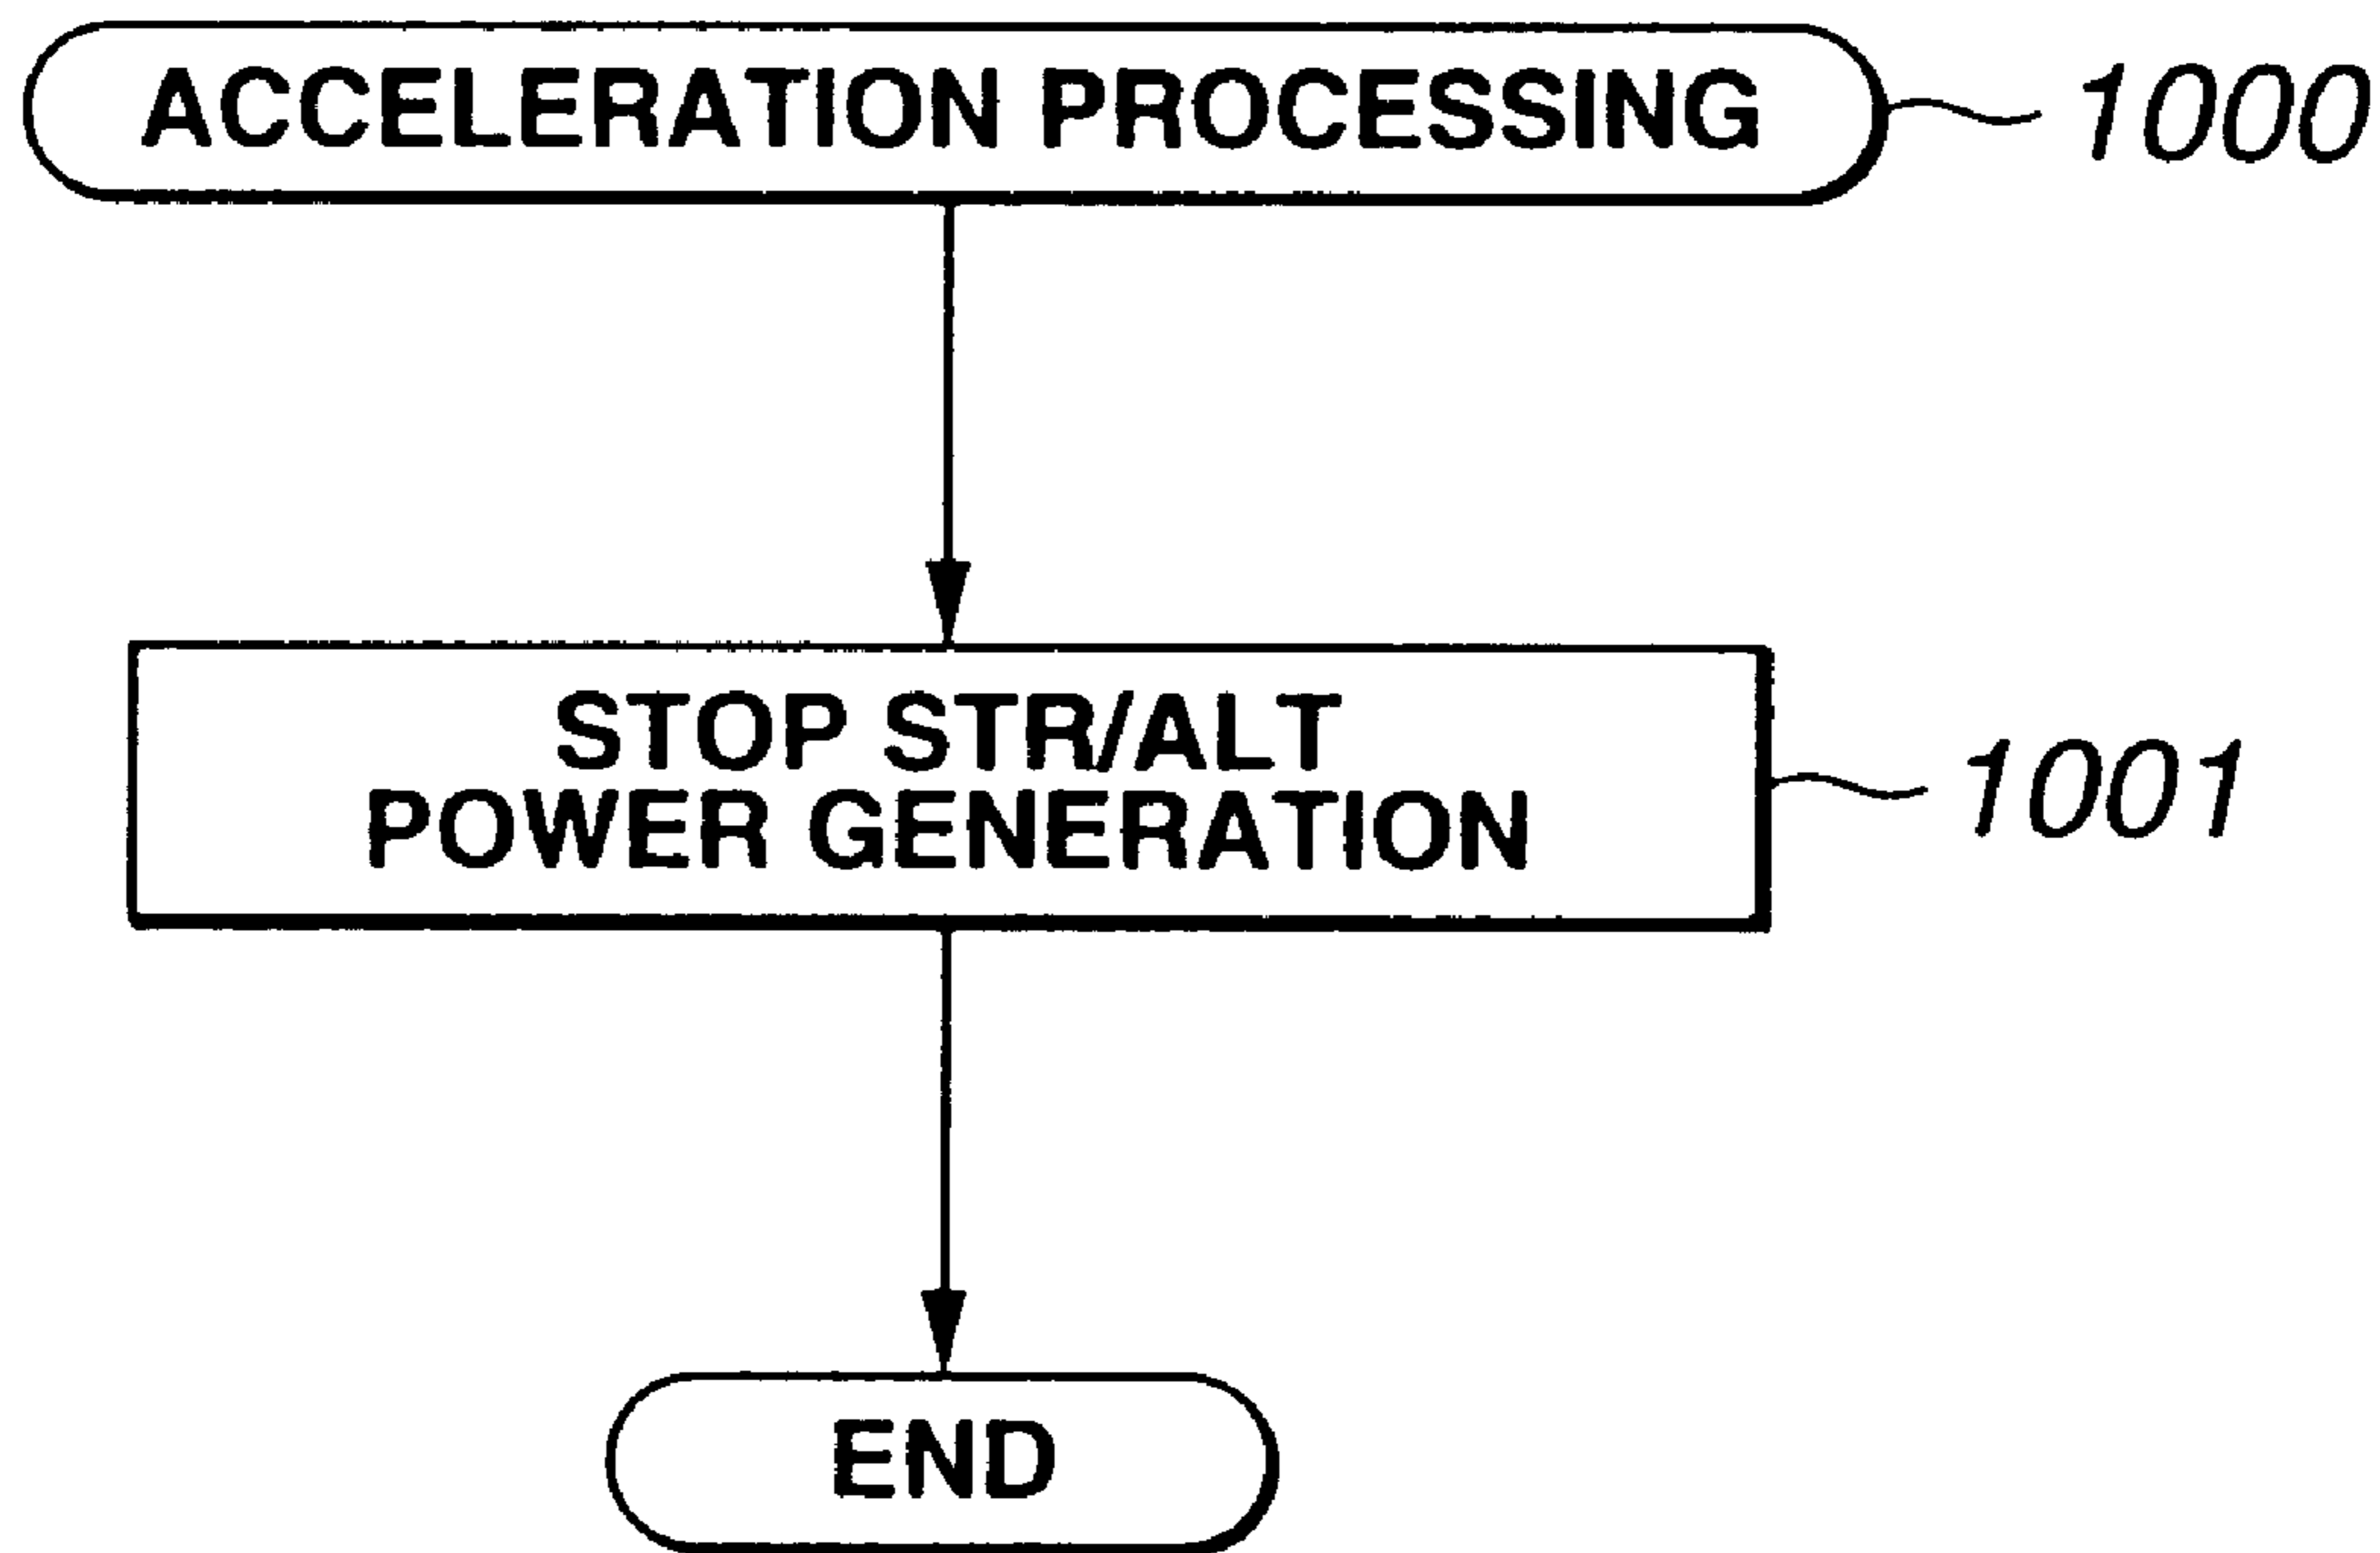 ACCELERATION PROCESSING
1000
STOP STR/ALT
POWER GENERATION
1001
END